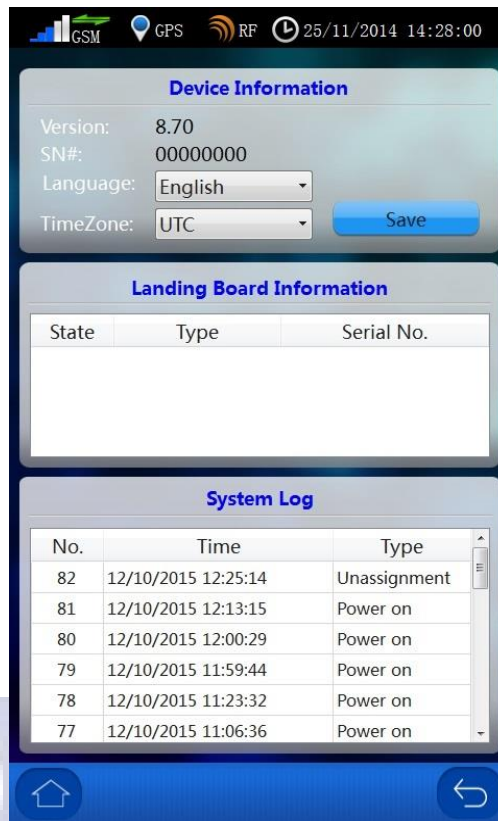 GSM GPS RF 25/11/2014 14:28:00
Device Information
Version: 8.70
SN#: 00000000
Language: English
TimeZone: UTC Save
Landing Board Information
State Type Serial No.
System Log
No. Time Type
82 12/10/2015 12:25:14 Unassignment
81 12/10/2015 12:13:15 Power on
80 12/10/2015 12:00:29 Power on
79 12/10/2015 11:59:44 Power on
78 12/10/2015 11:23:32 Power on
77 12/10/2015 11:06:36 Power on